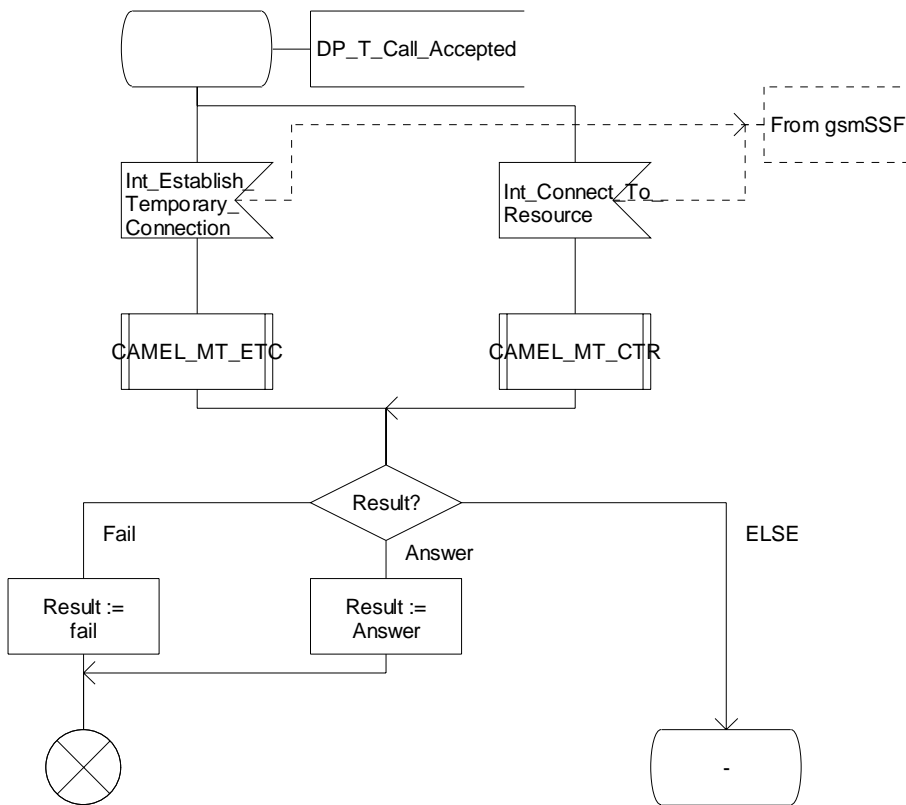 DP_T_Call_Accepted
From gsmSSF
Int_Establish_
Temporary_
Connection
Int_Connect_To_
Resource
CAMEL_MT_ETC
CAMEL_MT_CTR
Result?
Fail
Answer
ELSE
Result :=
fail
Result :=
Answer
-